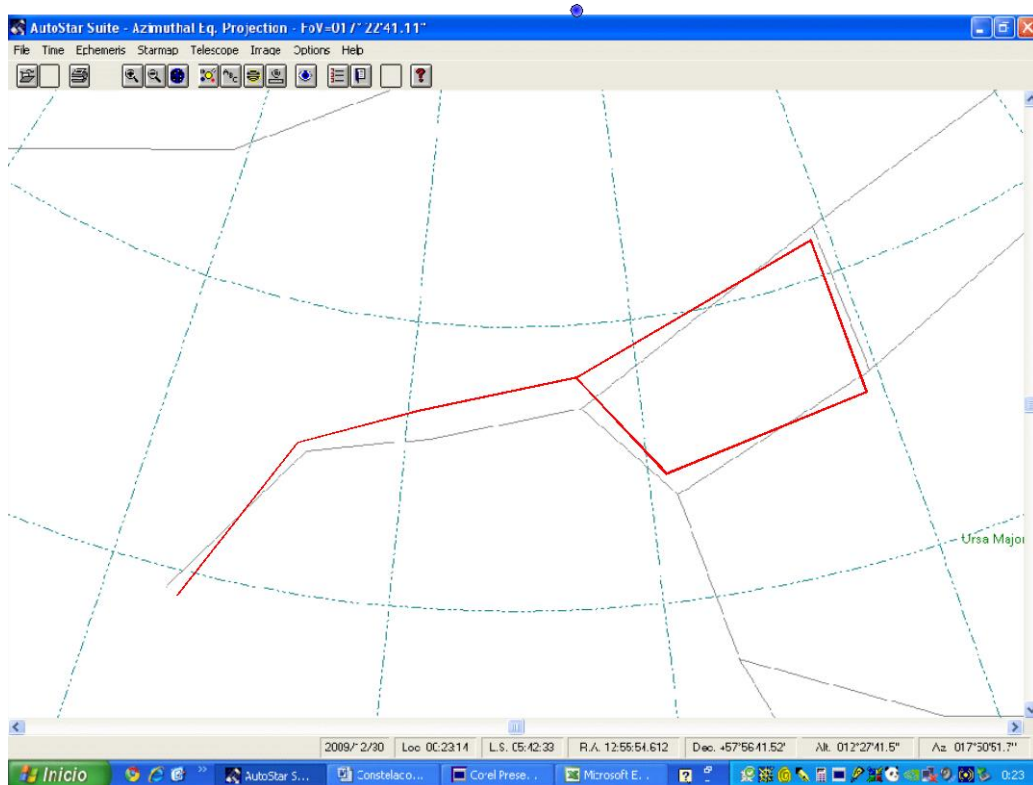 AutoStar Suite - Azimuthal Eq. Projection - FoV=017°22'41.11"
File Time Ephemeris Starmap Telescope Image Options Help
Ursa Major
2009/12/30 Loc 00:23:14 L.S. 05:42:33 R.A. 12:55:54.612 Dec. +57°56'41.52" Alt. 012°27'41.5" Az 017°50'51.7"
Inicio AutoStar S... Constelaco... Corel Prese... Microsoft E... 0:23